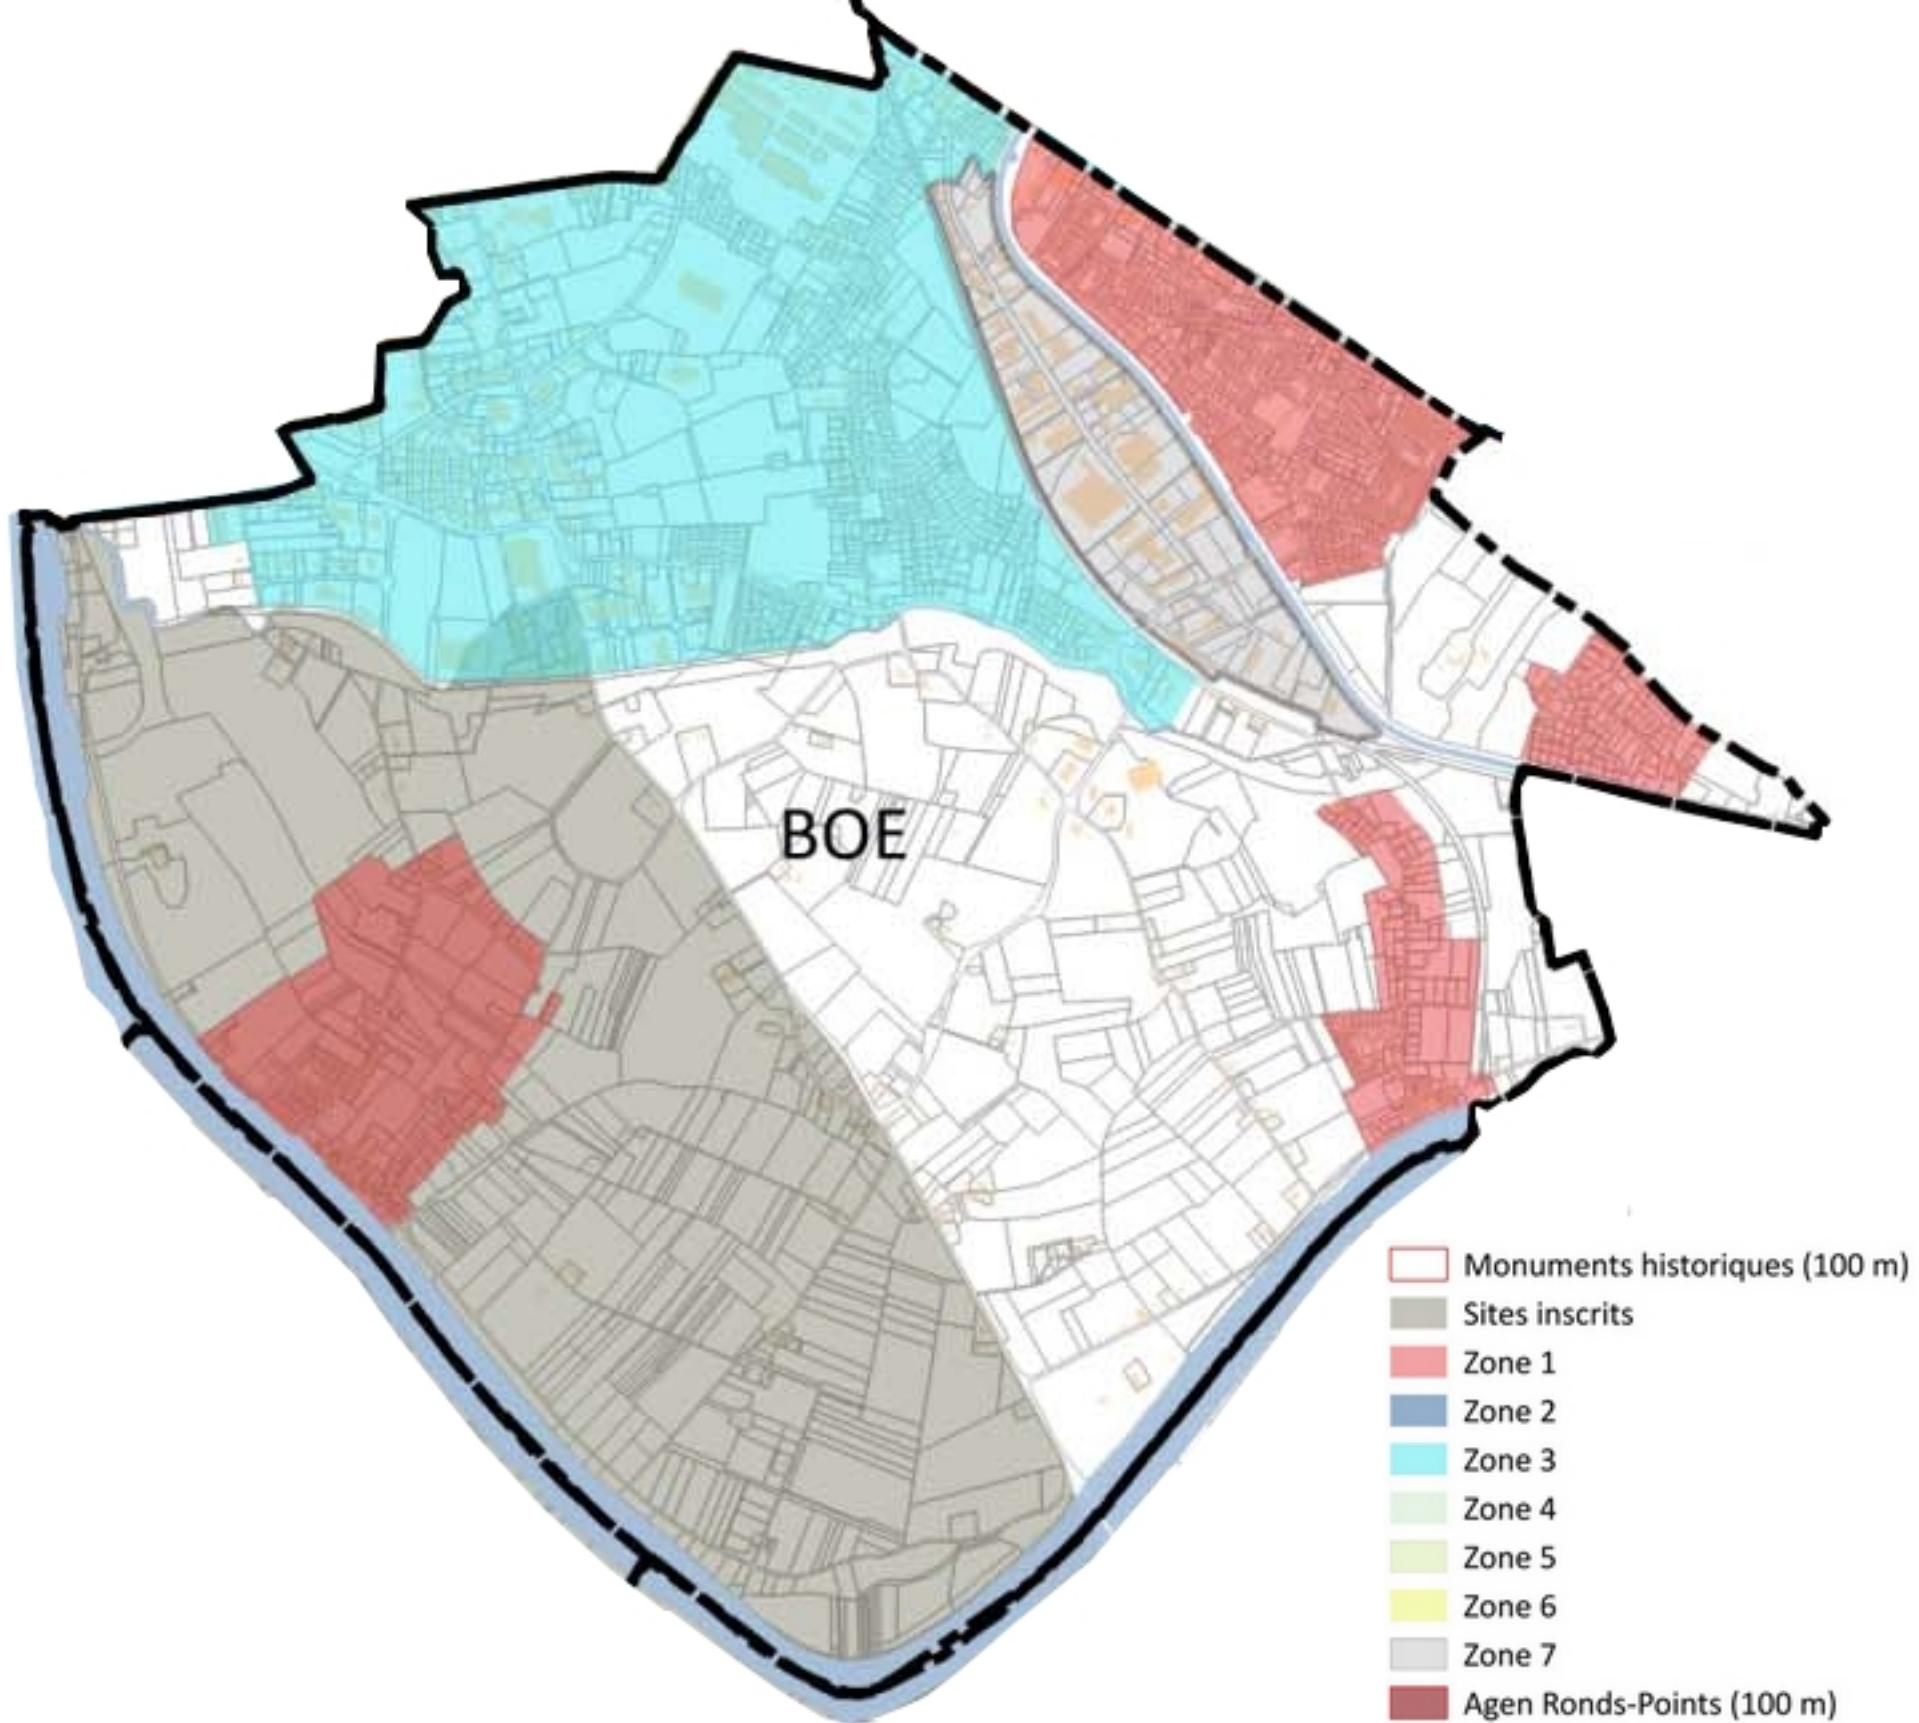 BOE
Monuments historiques (100 m)
Sites inscrits
Zone 1
Zone 2
Zone 3
Zone 4
Zone 5
Zone 6
Zone 7
Agen Ronds-Points (100 m)